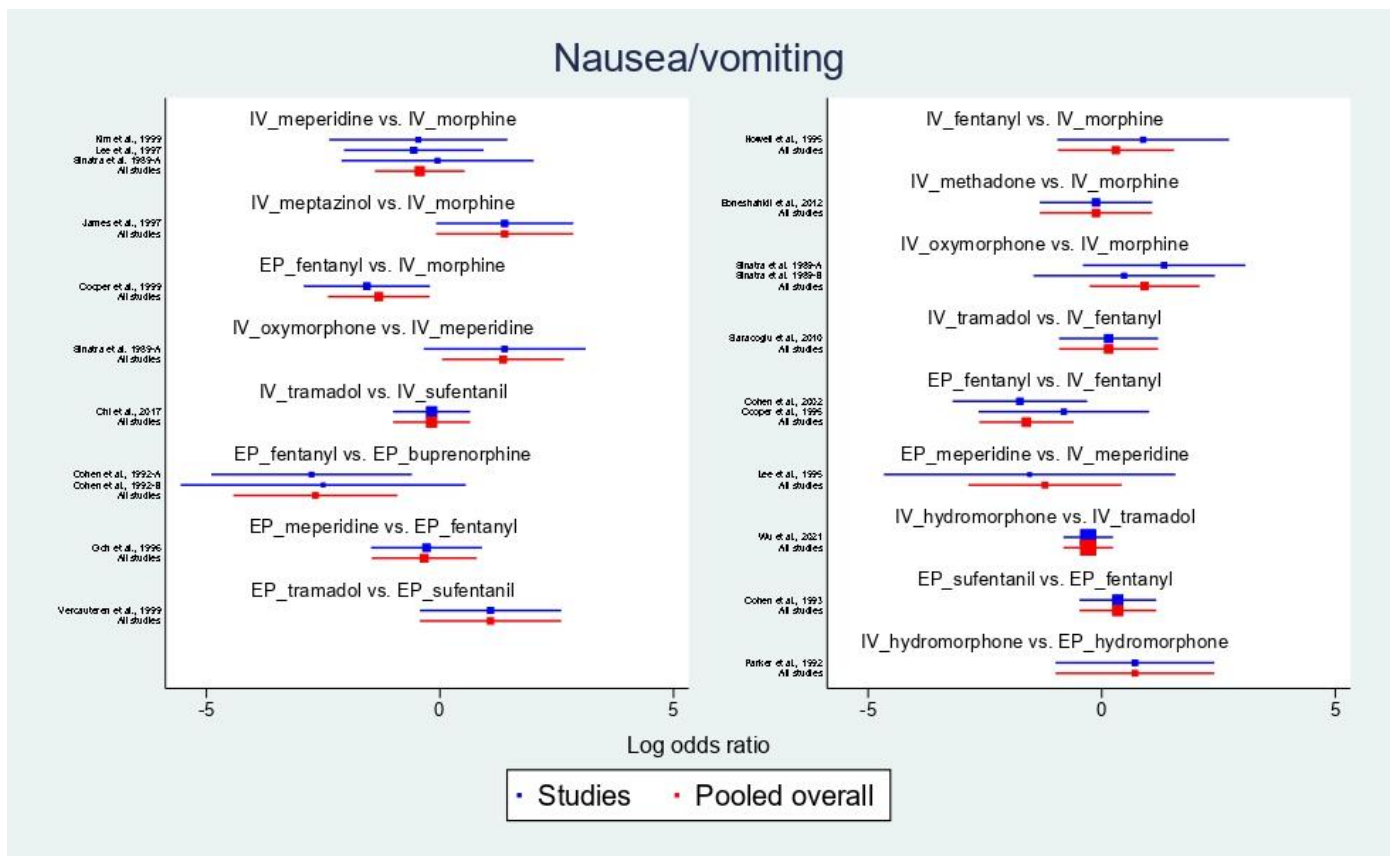 Nausea/vomiting
IV_meperidine vs. IV_morphine
Kim et al., 1999
Lee et al., 1997
Sinatra et al. 1989-A
All studies
IV_meptazinol vs. IV_morphine
James et al., 1997
All studies
EP_fentanyl vs. IV_morphine
Cooper et al., 1999
All studies
IV_oxymorphone vs. IV_meperidine
Sinatra et al. 1989-A
All studies
IV_tramadol vs. IV_sufentanil
Chi et al., 2017
All studies
EP_fentanyl vs. EP_buprenorphine
Cohen et al., 1992-A
Cohen et al., 1992-B
All studies
EP_meperidine vs. EP_fentanyl
et al., 1996
All studies
EP_tramadol vs. EP_sufentanil
Vercauteren et al., 1999
All studies
-5 0 5
IV_fentanyl vs. IV_morphine
Howell et al., 1995
All studies
IV_methadone vs. IV_morphine
et al., 2012
All studies
IV_oxymorphone vs. IV_morphine
Sinatra et al. 1989-A
Sinatra et al. 1989-B
All studies
IV_tramadol vs. IV_fentanyl
Saracoglu et al., 2010
All studies
EP_fentanyl vs. IV_fentanyl
Cohen et al., 2002
Cooper et al., 1995
All studies
EP_meperidine vs. IV_meperidine
Lee et al., 1995
All studies
IV_hydromorphone vs. IV_tramadol
Wu et al., 2021
All studies
EP_sufentanil vs. EP_fentanyl
Cohen et al., 1993
All studies
IV_hydromorphone vs. EP_hydromorphone
Parker et al., 1992
All studies
-5 0 5
Log odds ratio
Studies Pooled overall